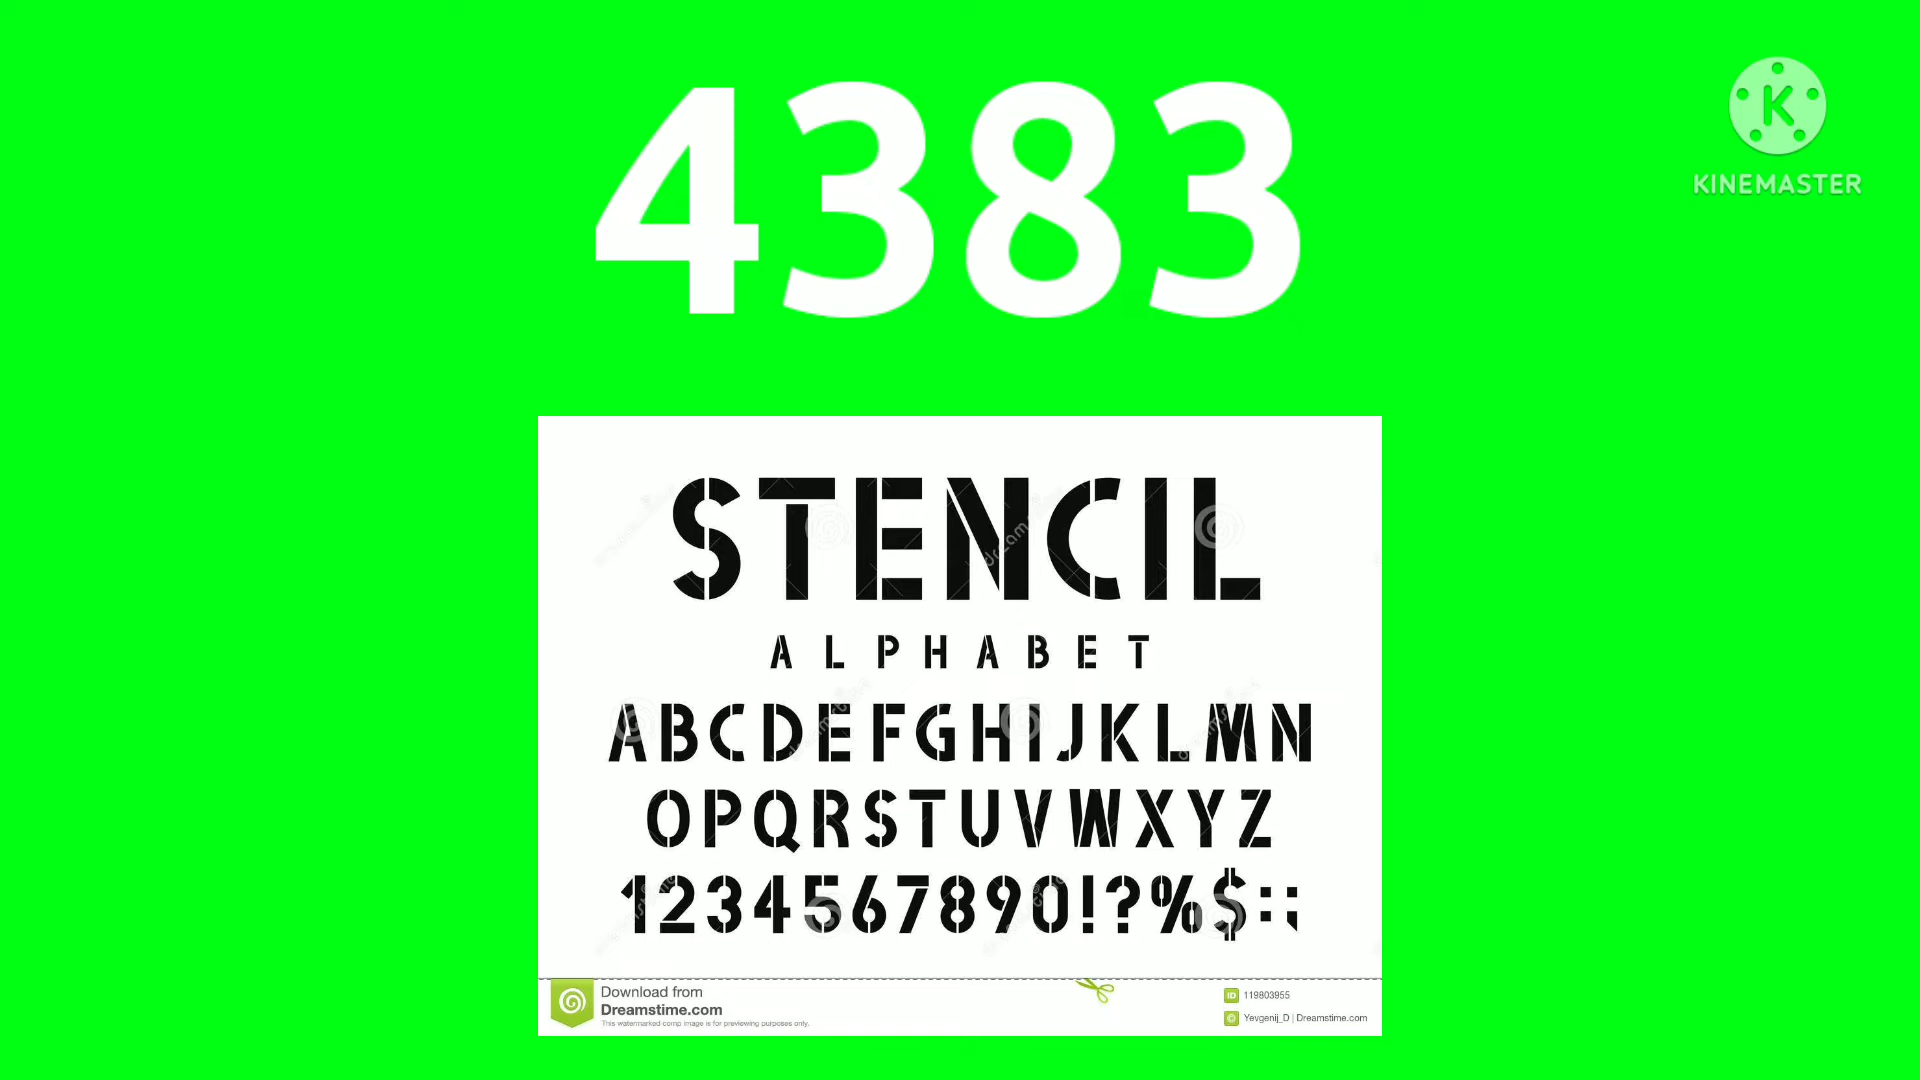 4383
KINEMASTER
STENCIL
ALPHABET
ABCDEFGHIJKLMN
OPQRSTUVWXYZ
1234567890!?%$:;
Download from
Dreamstime.com
This watermarked comp image is for previewing purposes only.
ID 119803955
© Yevgenij_D | Dreamstime.com